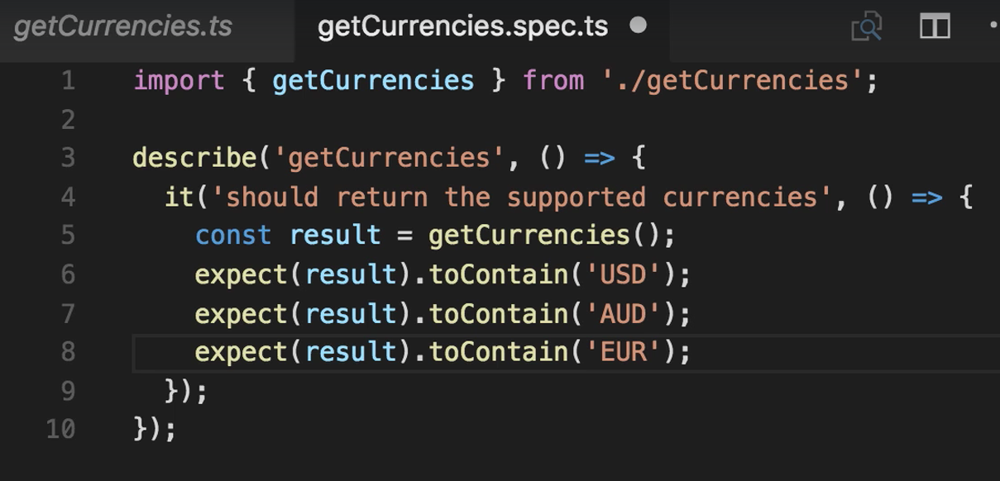 getCurrencies.ts getCurrencies.spec.ts
1 import { getCurrencies } from './getCurrencies';
2
3 describe('getCurrencies', () => {
4 it('should return the supported currencies', () => {
5 const result = getCurrencies();
6 expect(result).toContain('USD');
7 expect(result).toContain('AUD');
8 expect(result).toContain('EUR');
9 });
10 });